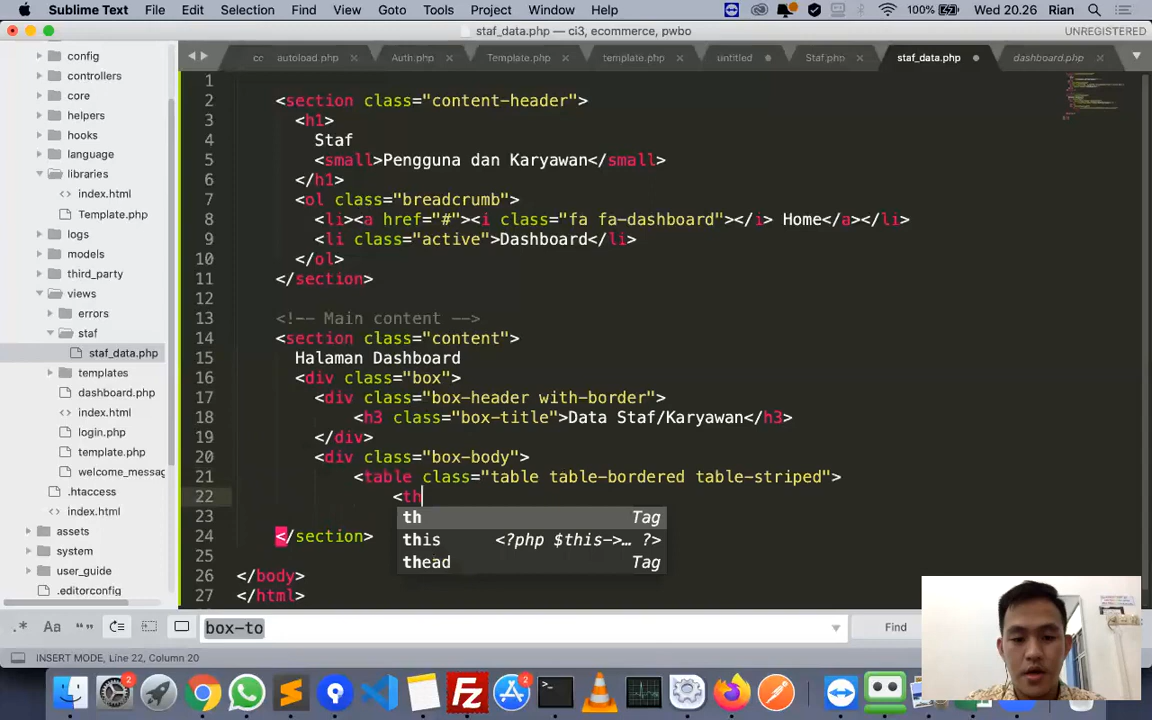 Sublime Text File Edit Selection Find View Goto Tools Project Window Help 100% Wed 20.26 Rian
staf_data.php — ci3, ecommerce, pwbo UNREGISTERED
cc autoload.php Auth.php Template.php template.php untitled Staf.php staf_data.php dashboard.php
config
controllers
core
helpers
hooks
language
libraries
<> index.html
Template.php
logs
models
third_party
views
errors
staf
staf_data.php
templates
dashboard.php
<> index.html
login.php
template.php
welcome_messag
.htaccess
<> index.html
assets
system
user_guide
.editorconfig
1
2 <section class="content-header">
3 <h1>
4 Staf
5 <small>Pengguna dan Karyawan</small>
6 </h1>
7 <ol class="breadcrumb">
8 <li><a href="#"><i class="fa fa-dashboard"></i> Home</a></li>
9 <li class="active">Dashboard</li>
10 </ol>
11 </section>
12
13 <!-- Main content -->
14 <section class="content">
15 Halaman Dashboard
16 <div class="box">
17 <div class="box-header with-border">
18 <h3 class="box-title">Data Staf/Karyawan</h3>
19 </div>
20 <div class="box-body">
21 <table class="table table-bordered table-striped">
22 <th
th Tag
this <?php $this->… ?>
thead Tag
23
24 </section>
25
26 </body>
27 </html>
.* Aa “” box-to Find
INSERT MODE, Line 22, Column 20
2 2